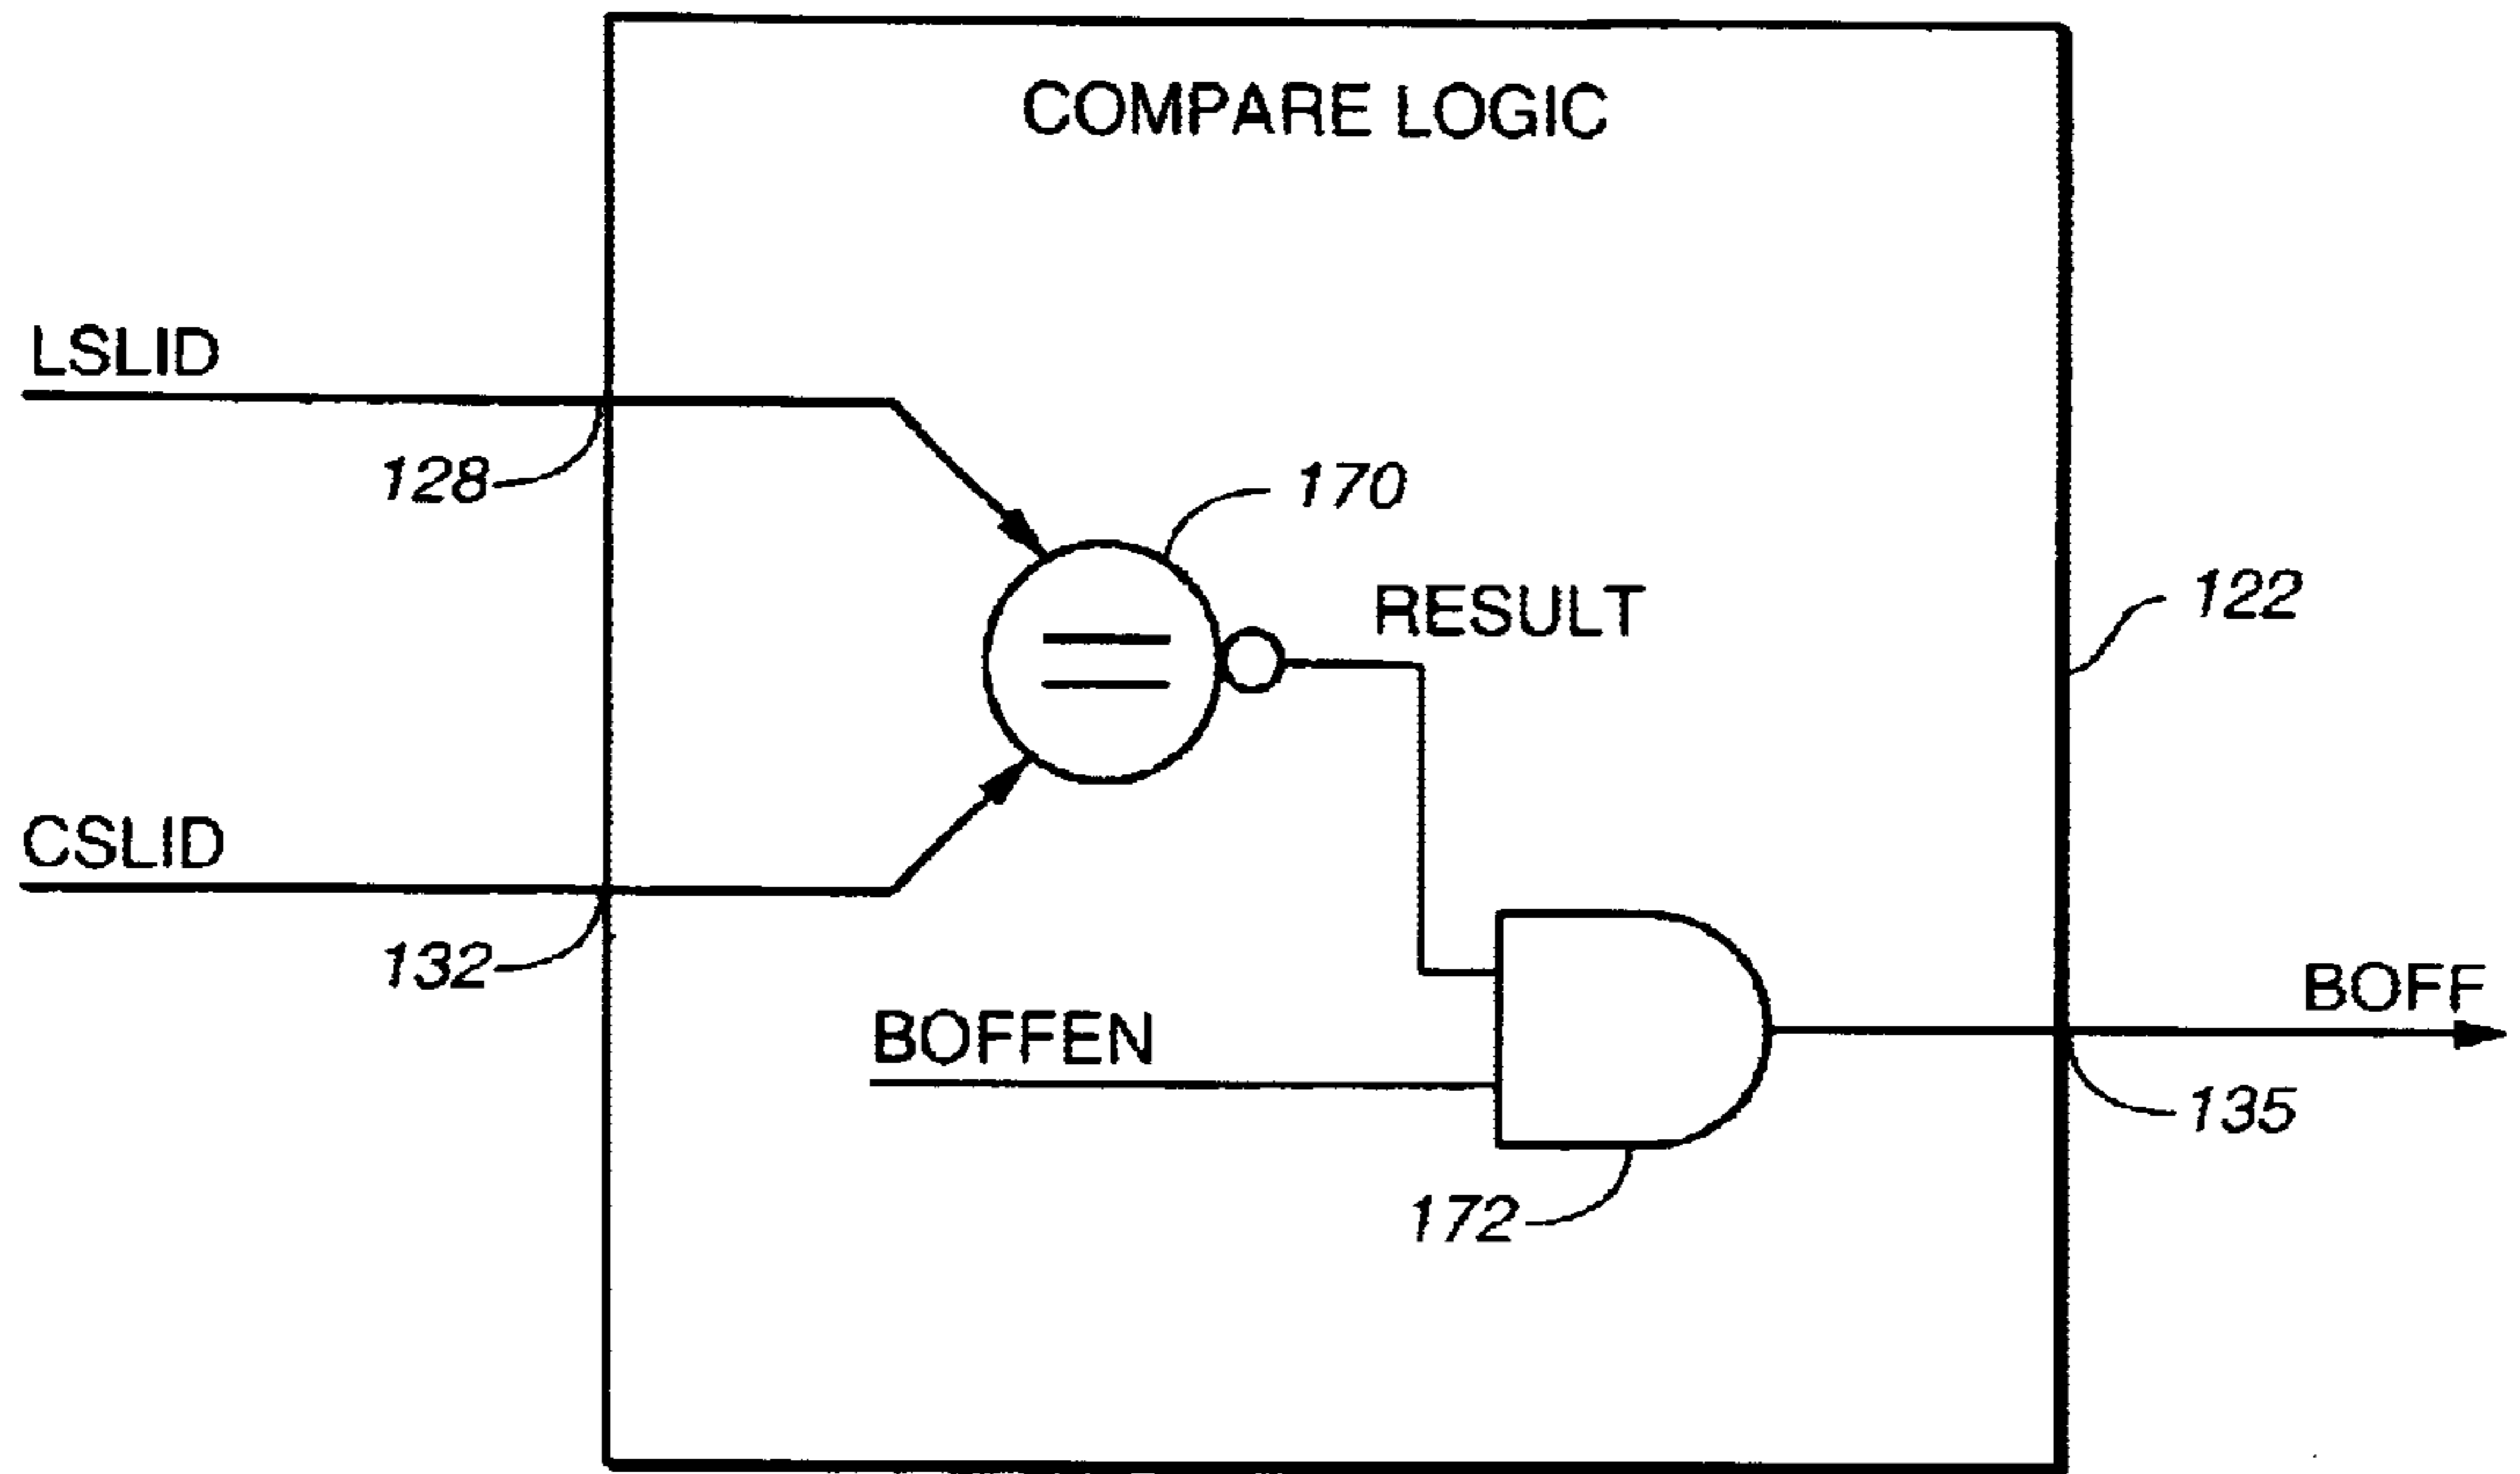 COMPARE LOGIC
LSLID
128
170
RESULT
122
CSLID
132
BOFFEN
BOFF
135
172